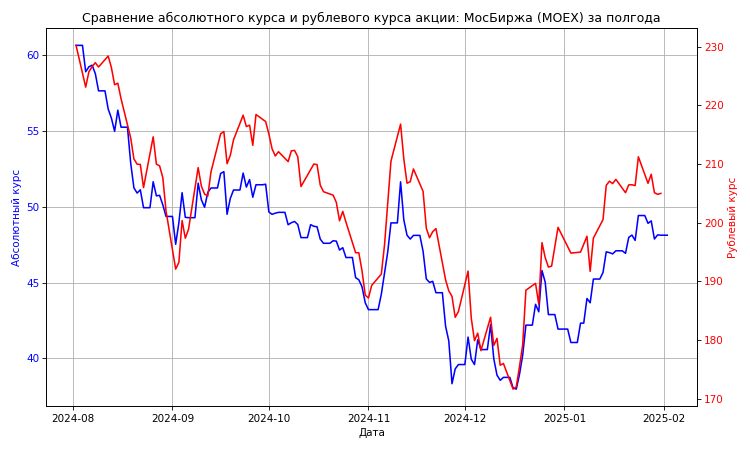 Сравнение абсолютного курса и рублевого курса акции: МосБиржа (MOEX) за полгода
Абсолютный курс
60
55
50
45
40
230
220
210
200
190
180
170
Рублевый курс
2024-08 2024-09 2024-10 2024-11 2024-12 2025-01 2025-02
Дата